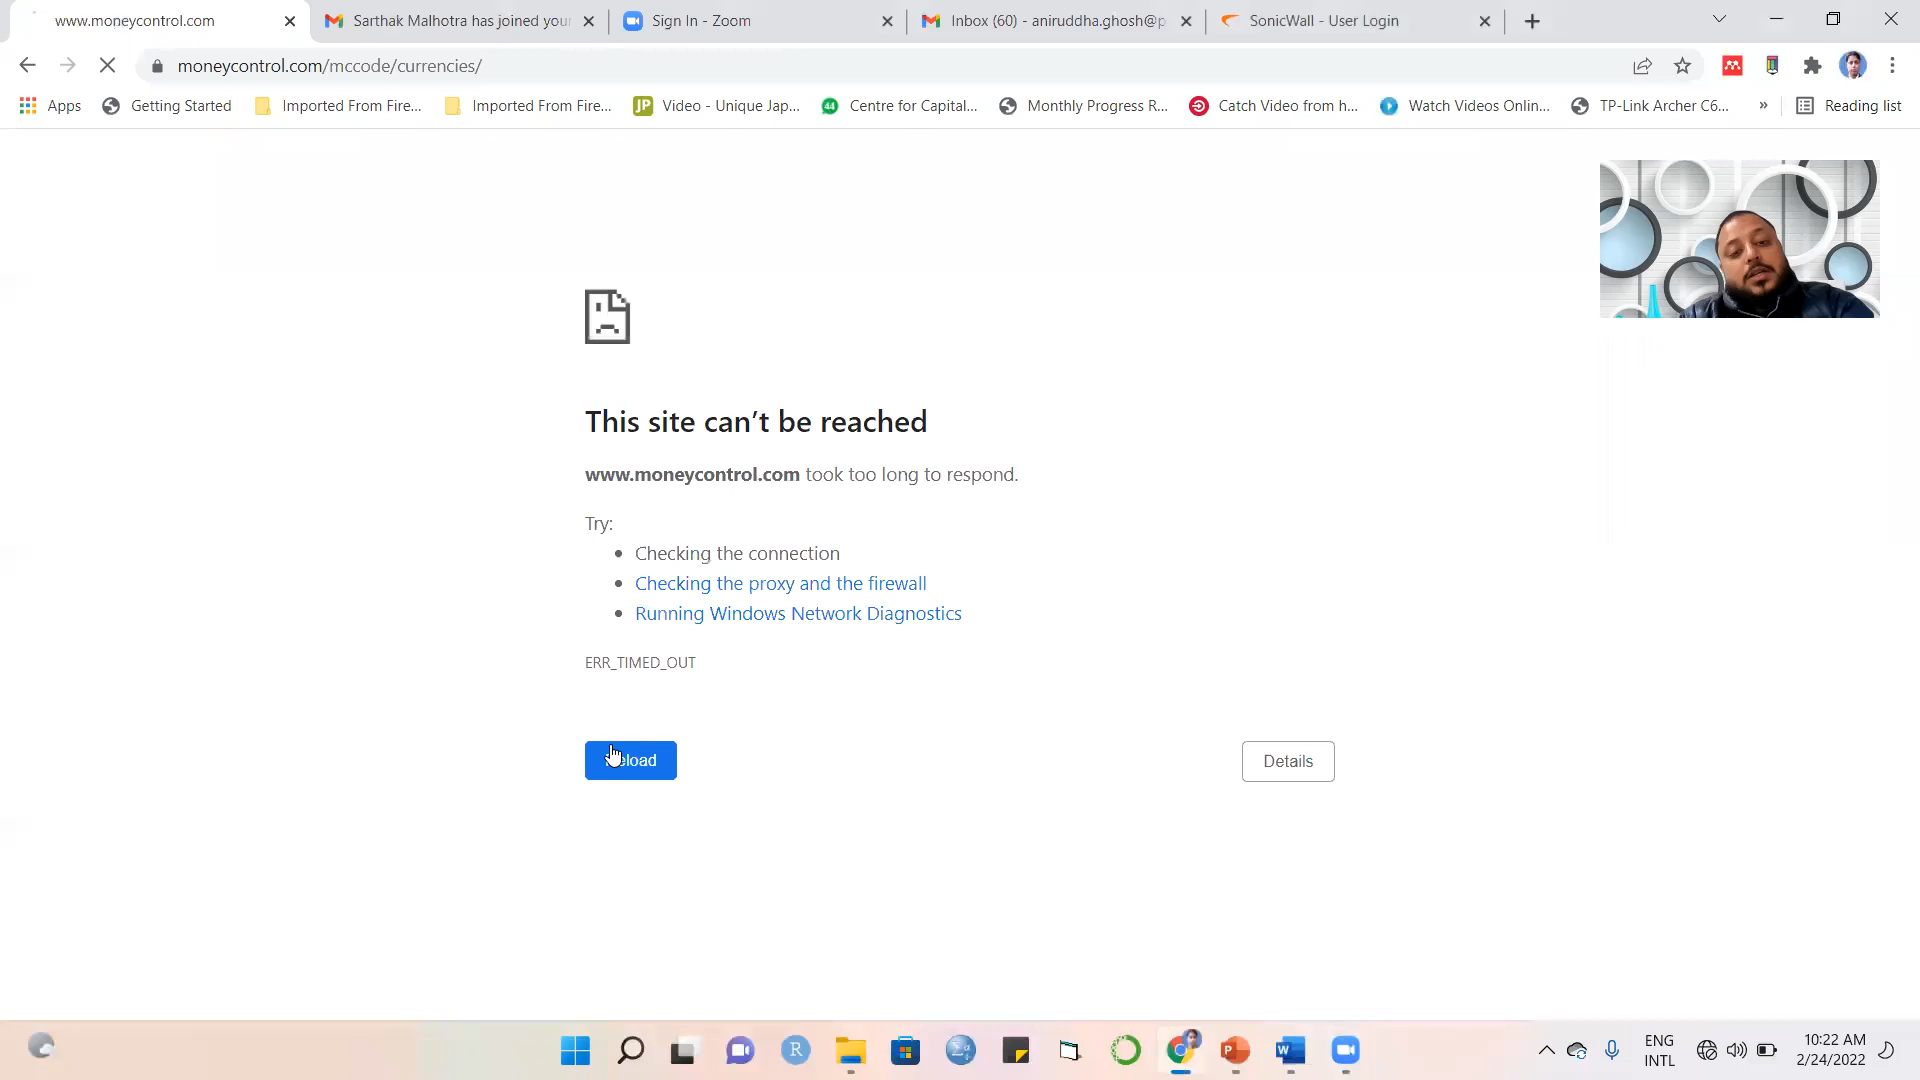 www.moneycontrol.com
Sarthak Malhotra has joined your
Sign In - Zoom
Inbox (60) - aniruddha.ghosh@p
SonicWall - User Login
moneycontrol.com/mccode/currencies/
Apps
Getting Started
Imported From Fire...
Imported From Fire...
JP
Video - Unique Jap...
44
Centre for Capital...
Monthly Progress R...
Catch Video from h...
Watch Videos Onlin...
TP-Link Archer C6...
»
Reading list
This site can't be reached
www.moneycontrol.com took too long to respond.
Try:
• Checking the connection
• Checking the proxy and the firewall
• Running Windows Network Diagnostics
ERR_TIMED_OUT
Reload
Details
ENG
INTL
10:22 AM
2/24/2022